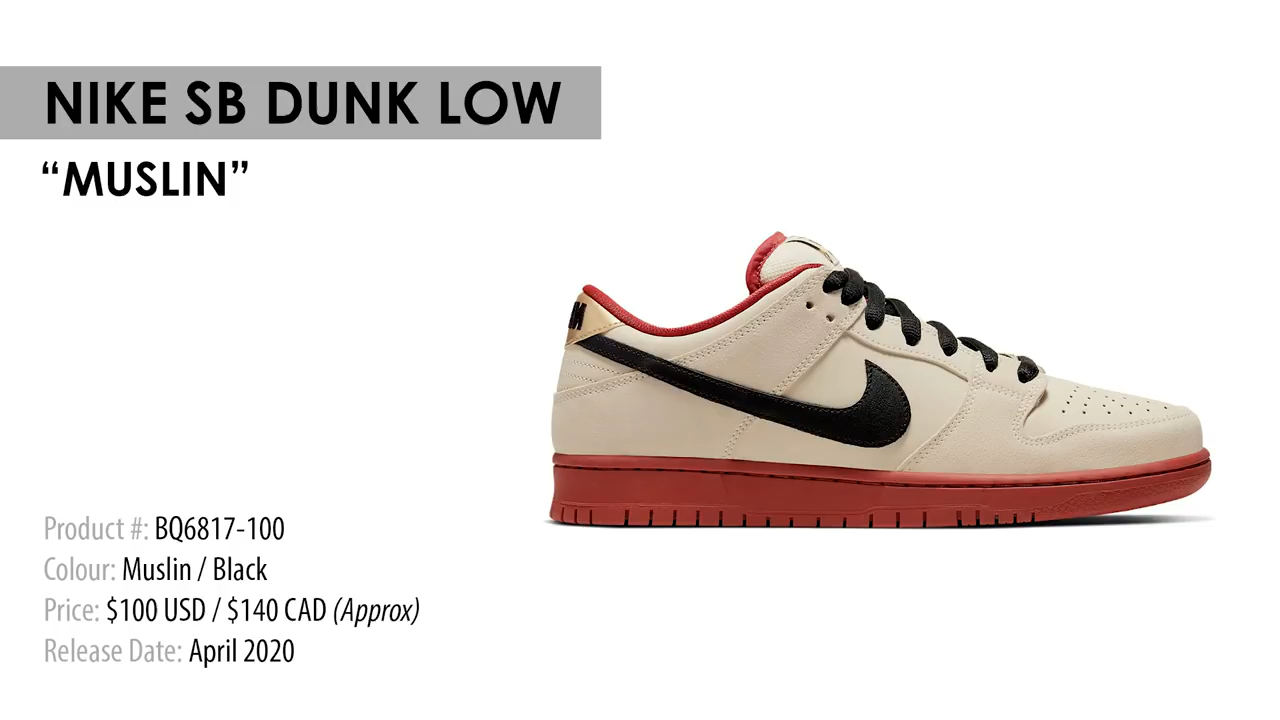 NIKE SB DUNK LOW
“MUSLIN”
Product #: BQ6817-100
Colour: Muslin / Black
Price: $100 USD / $140 CAD (Approx)
Release Date: April 2020